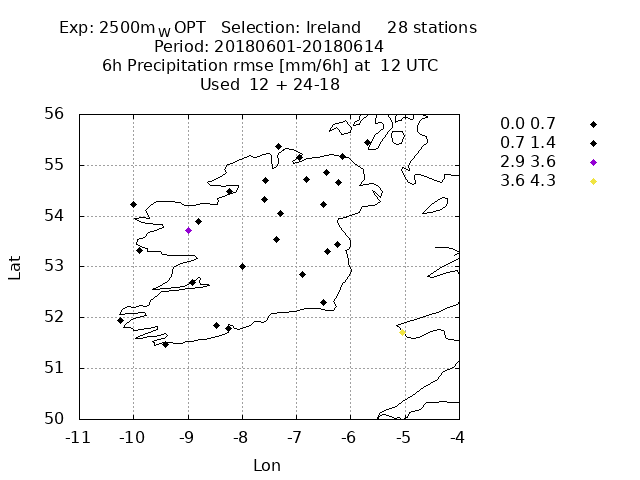 Exp: 2500m_W OPT   Selection: Ireland     28 stations
Period: 20180601-20180614
6h Precipitation rmse [mm/6h] at  12 UTC
Used  12 + 24-18
0.0 0.7
0.7 1.4
2.9 3.6
3.6 4.3
56
55
54
53
52
51
50
Lat
-11 -10 -9 -8 -7 -6 -5 -4
Lon